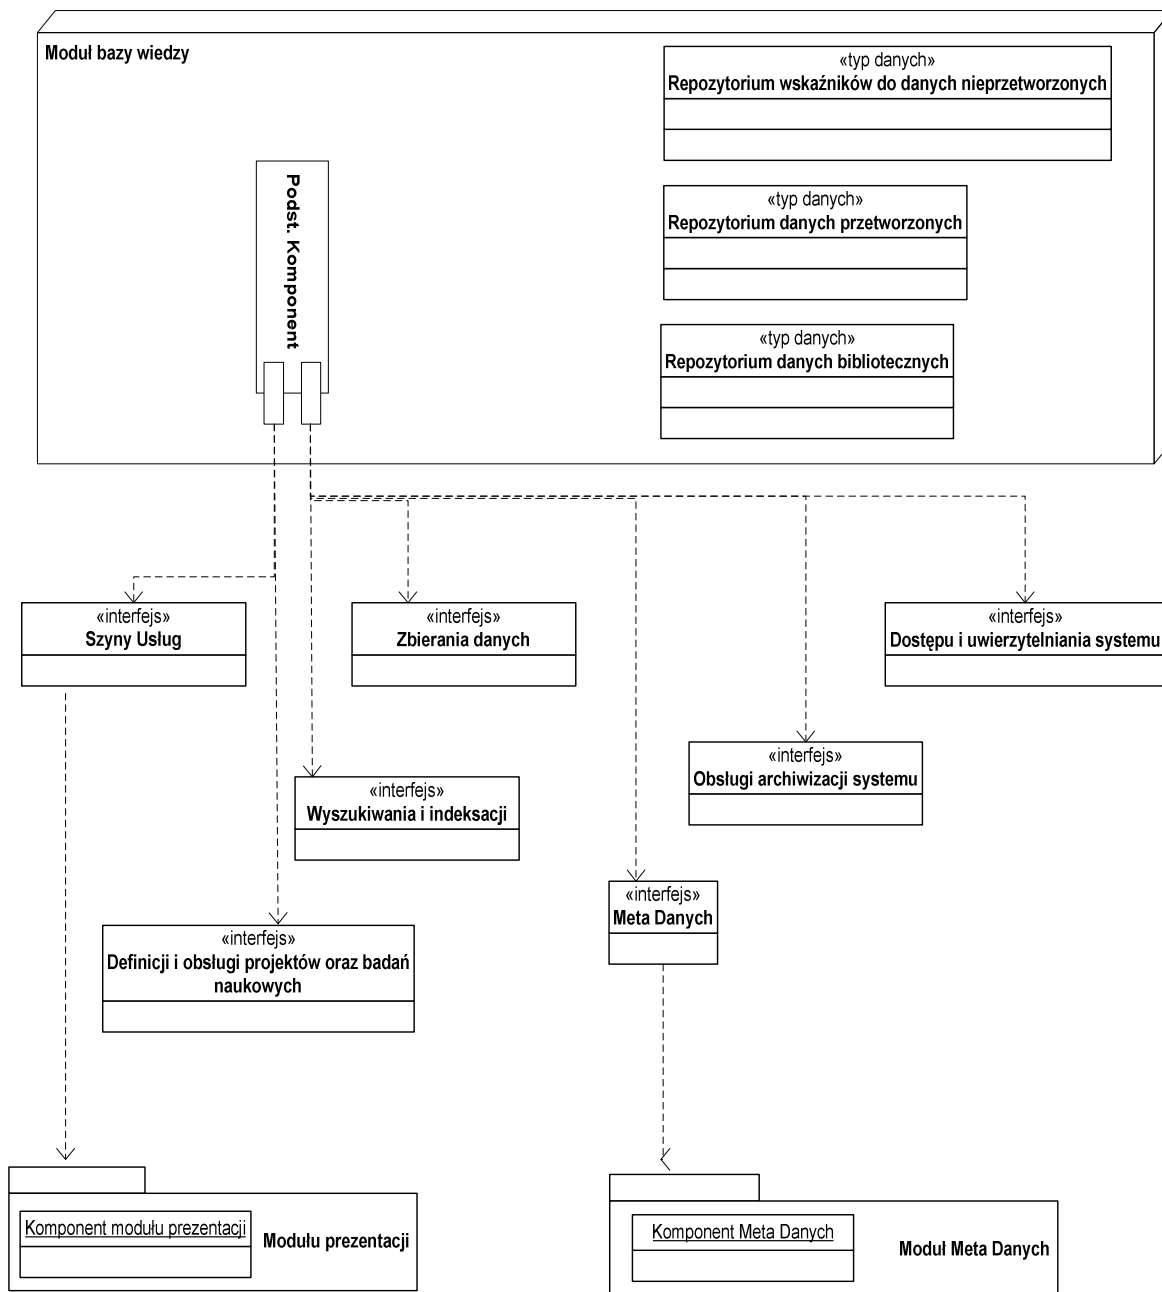 Moduł bazy wiedzy
«typ danych»
Repozytorium wskaźników do danych nieprzetworzonych
«typ danych»
Repozytorium danych przetworzonych
Podst. Komponent
«typ danych»
Repozytorium danych bibliotecznych
«interfejs»
Szyny Usług
«interfejs»
Zbierania danych
«interfejs»
Dostępu i uwierzytelniania systemu
«interfejs»
Obsługi archiwizacji systemu
«interfejs»
Wyszukiwania i indeksacji
«interfejs»
Meta Danych
«interfejs»
Definicji i obsługi projektów oraz badań
naukowych
Komponent modułu prezentacji
Modułu prezentacji
Komponent Meta Danych
Moduł Meta Danych